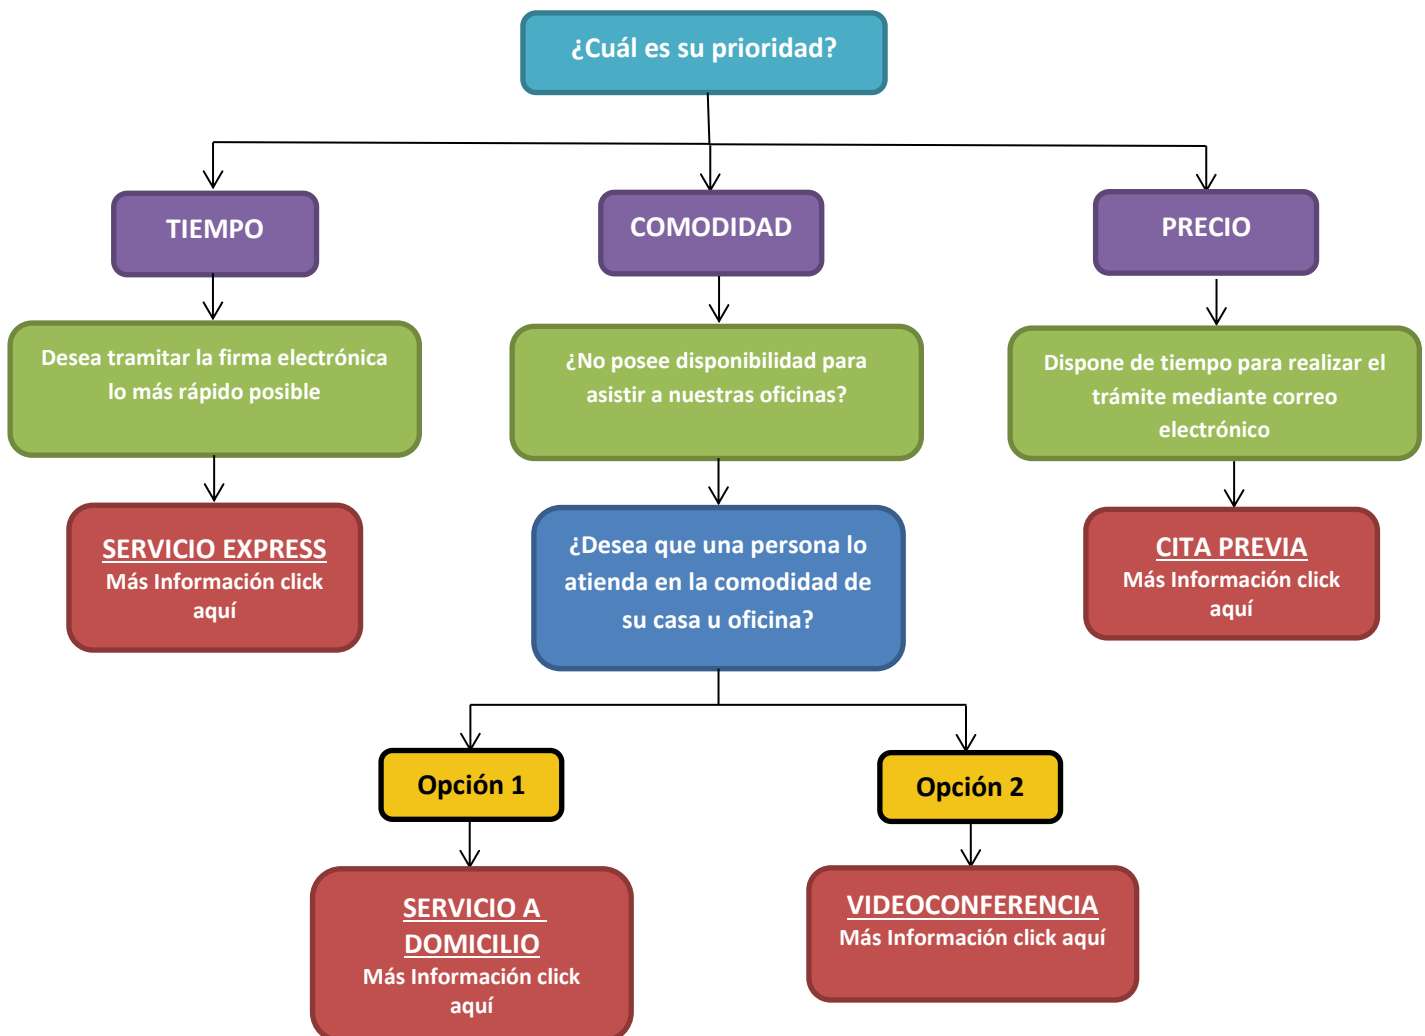 ¿Cuál es su prioridad?
TIEMPO
COMODIDAD
PRECIO
Desea tramitar la firma electrónica
lo más rápido posible
¿No posee disponibilidad para
asistir a nuestras oficinas?
Dispone de tiempo para realizar el
trámite mediante correo
electrónico
SERVICIO EXPRESS
Más Información click
aquí
¿Desea que una persona lo
atienda en la comodidad de
su casa u oficina?
CITA PREVIA
Más Información click
aquí
Opción 1
Opción 2
SERVICIO A
DOMICILIO
Más Información click
aquí
VIDEOCONFERENCIA
Más Información click aquí